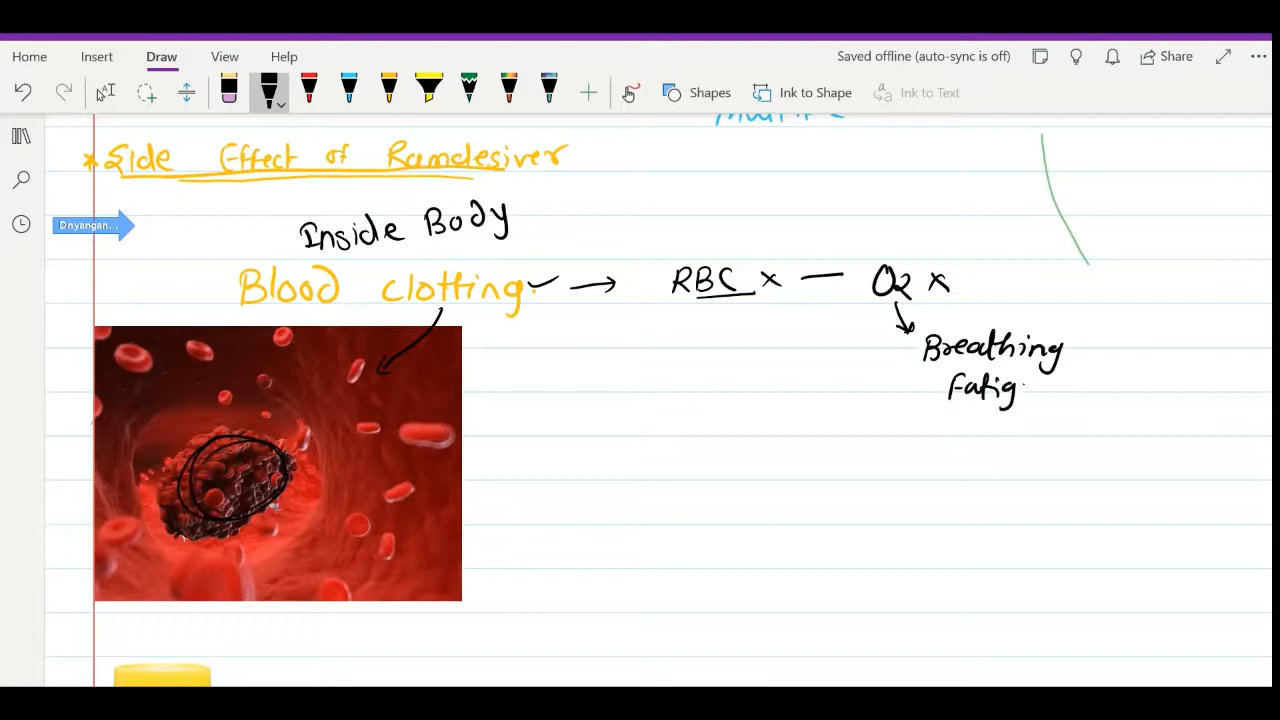 Home Insert Draw View Help Saved offline (auto-sync is off) Share
Shapes Ink to Shape Ink to Text
* Side Effect of Ramdesiver
Dnyangan...
Inside Body
Blood clotting. → RBC x — O2 x
Breathing
Fatig